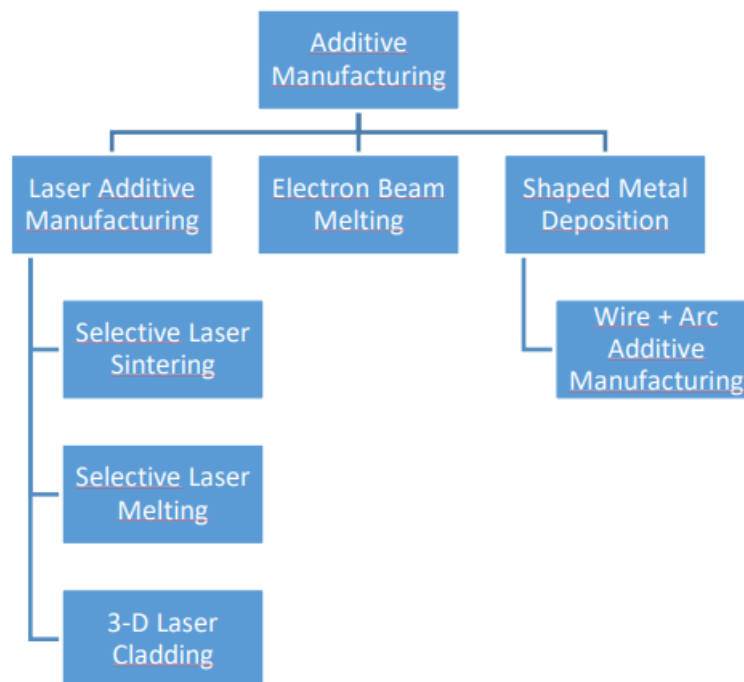 Additive
Manufacturing
Laser Additive
Manufacturing
Electron Beam
Melting
Shaped Metal
Deposition
Selective Laser
Sintering
Wire + Arc
Additive
Manufacturing
Selective Laser
Melting
3-D Laser
Cladding